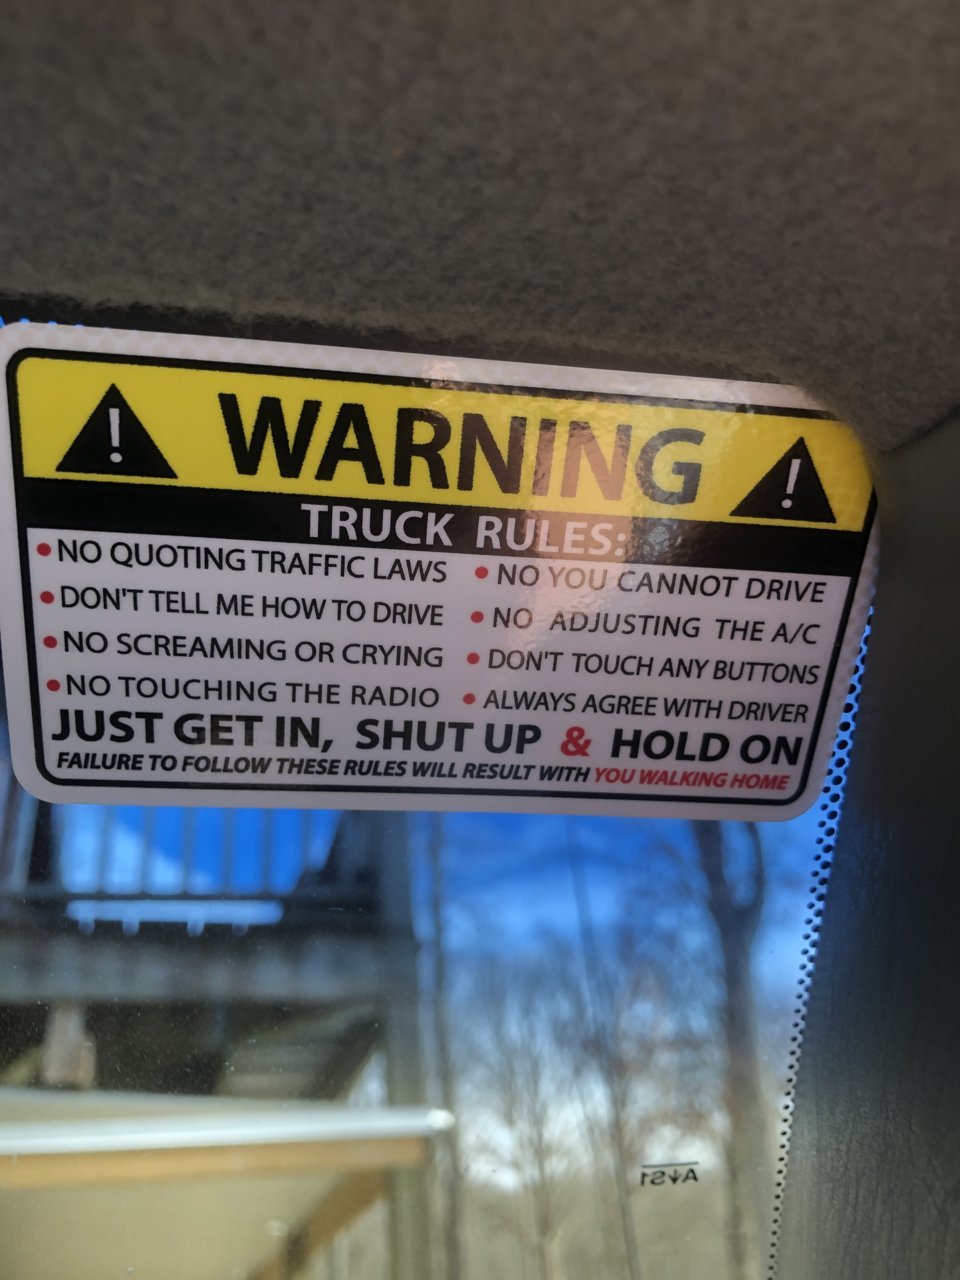 WARNING
TRUCK RULES:
• NO QUOTING TRAFFIC LAWS
• DON'T TELL ME HOW TO DRIVE
• NO SCREAMING OR CRYING
• NO TOUCHING THE RADIO
• NO YOU CANNOT DRIVE
• NO ADJUSTING THE A/C
• DON'T TOUCH ANY BUTTONS
• ALWAYS AGREE WITH DRIVER
JUST GET IN, SHUT UP & HOLD ON
FAILURE TO FOLLOW THESE RULES WILL RESULT WITH YOU WALKING HOME
AS1